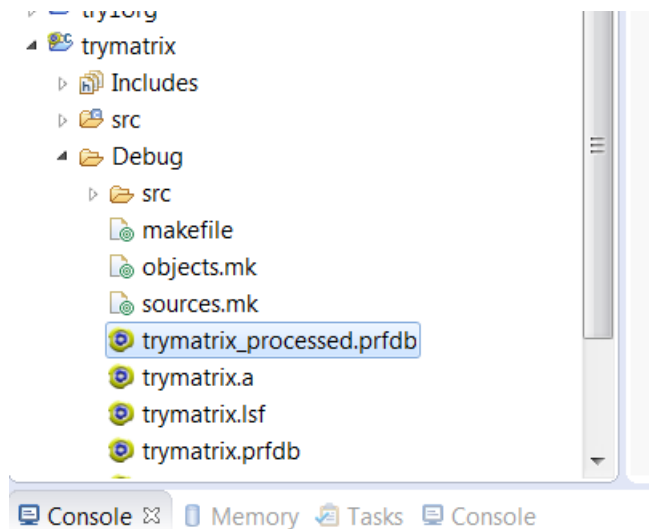 try1org
trymatrix
Includes
src
Debug
src
makefile
objects.mk
sources.mk
trymatrix_processed.prfdb
trymatrix.a
trymatrix.lsf
trymatrix.prfdb
Console Memory Tasks Console